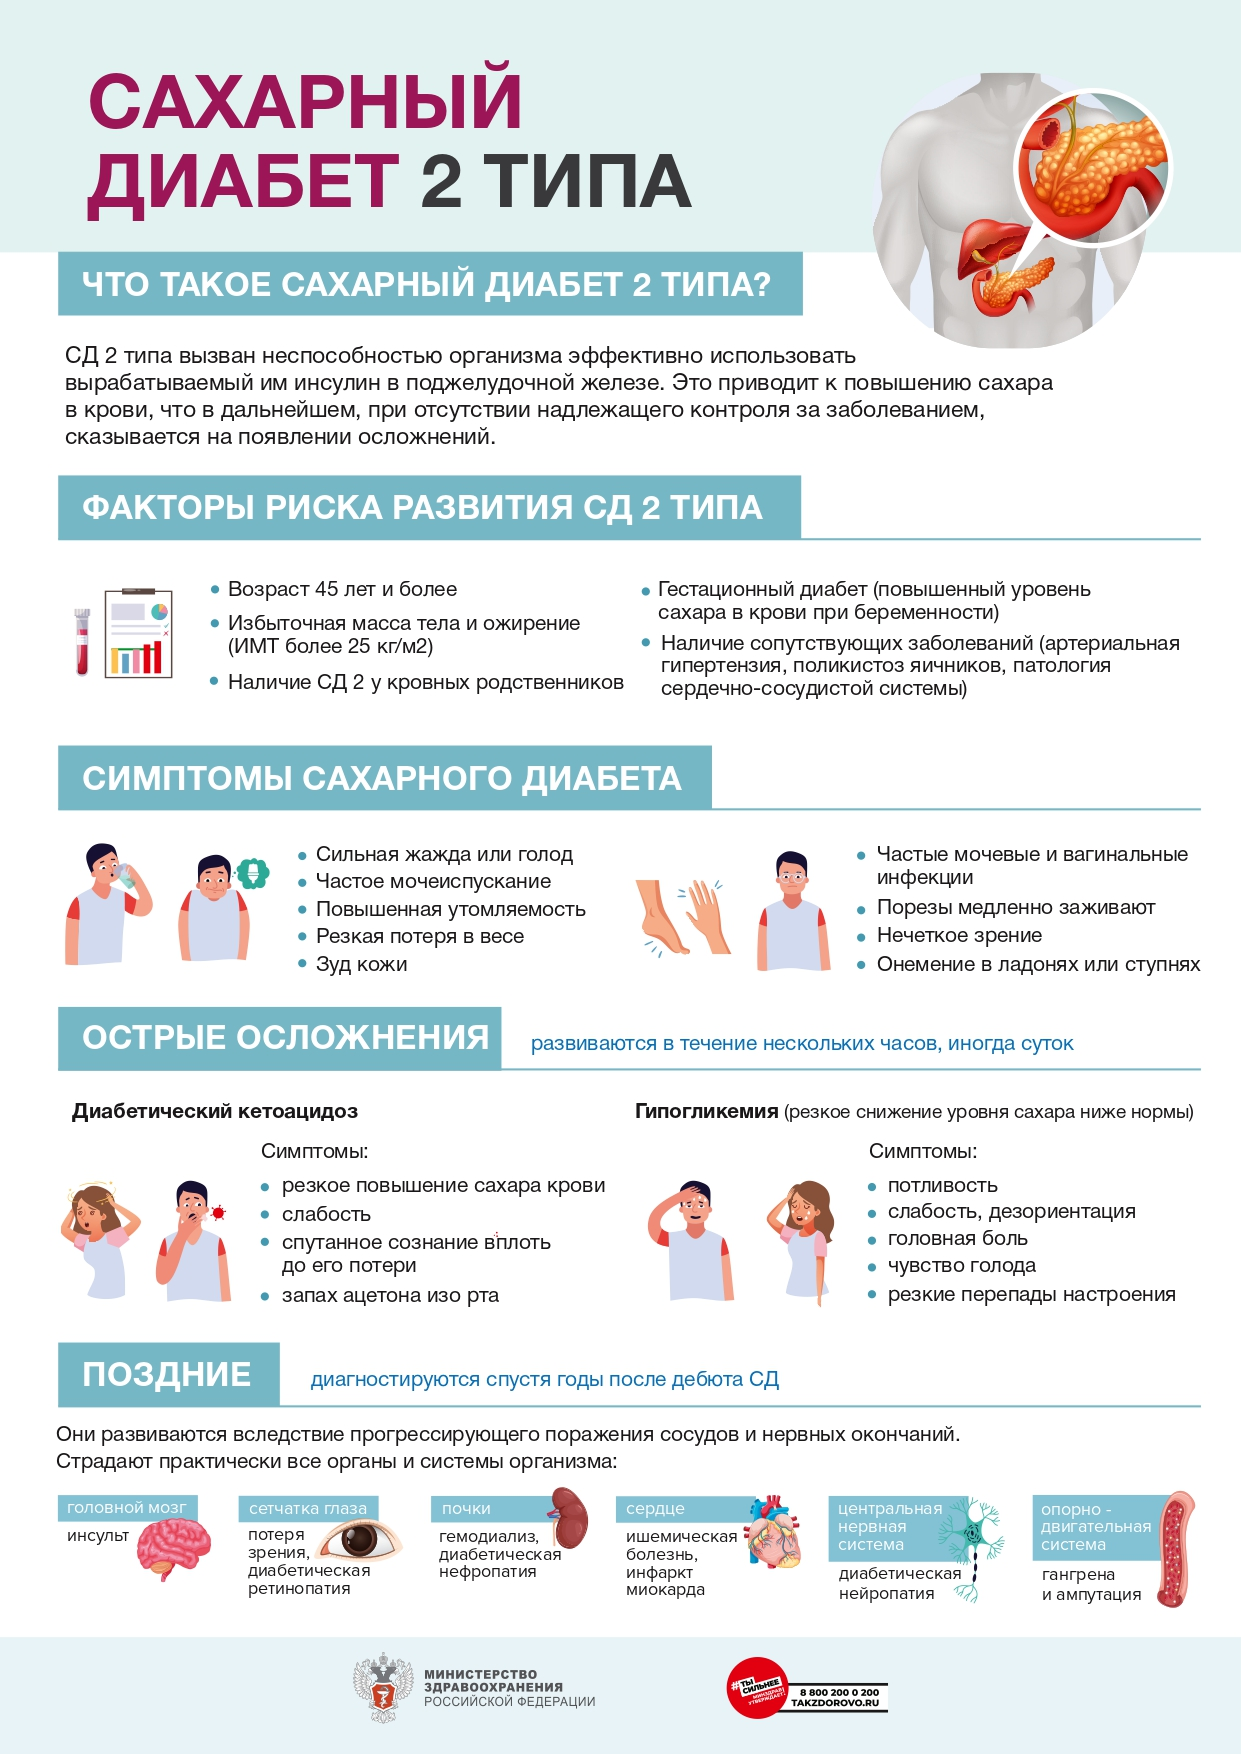 САХАРНЫЙ
ДИАБЕТ 2 ТИПА
ЧТО ТАКОЕ САХАРНЫЙ ДИАБЕТ 2 ТИПА?
СД 2 типа вызван неспособностью организма эффективно использовать
вырабатываемый им инсулин в поджелудочной железе. Это приводит к повышению сахара
в крови, что в дальнейшем, при отсутствии надлежащего контроля за заболеванием,
сказывается на появлении осложнений.
ФАКТОРЫ РИСКА РАЗВИТИЯ СД 2 ТИПА
• Возраст 45 лет и более
• Избыточная масса тела и ожирение
(ИМТ более 25 кг/м2)
• Наличие СД 2 у кровных родственников
• Гестационный диабет (повышенный уровень
сахара в крови при беременности)
• Наличие сопутствующих заболеваний (артериальная
гипертензия, поликистоз яичников, патология
сердечно-сосудистой системы)
СИМПТОМЫ САХАРНОГО ДИАБЕТА
• Сильная жажда или голод
• Частое мочеиспускание
• Повышенная утомляемость
• Резкая потеря в весе
• Зуд кожи
• Частые мочевые и вагинальные
инфекции
• Порезы медленно заживают
• Нечеткое зрение
• Онемение в ладонях или ступнях
ОСТРЫЕ ОСЛОЖНЕНИЯ
развиваются в течение нескольких часов, иногда суток
Диабетический кетоацидоз
Симптомы:
• резкое повышение сахара крови
• слабость
• спутанное сознание вплоть
до его потери
• запах ацетона изо рта
Гипогликемия (резкое снижение уровня сахара ниже нормы)
Симптомы:
• потливость
• слабость, дезориентация
• головная боль
• чувство голода
• резкие перепады настроения
ПОЗДНИЕ
диагностируются спустя годы после дебюта СД
Они развиваются вследствие прогрессирующего поражения сосудов и нервных окончаний.
Страдают практически все органы и системы организма:
головной мозг
инсульт
сетчатка глаза
потеря
зрения,
диабетическая
ретинопатия
почки
гемодиализ,
диабетическая
нефропатия
сердце
ишемическая
болезнь,
инфаркт
миокарда
центральная
нервная
система
диабетическая
нейропатия
опорно -
двигательная
система
гангрена
и ампутация
МИНИСТЕРСТВО
ЗДРАВООХРАНЕНИЯ
РОССИЙСКОЙ ФЕДЕРАЦИИ
#ТЫ
СИЛЬНЕЕ
МИНЗДРАВ
УТВЕРЖДАЕТ!
8 800 200 0 200
TAKZDOROVO.RU